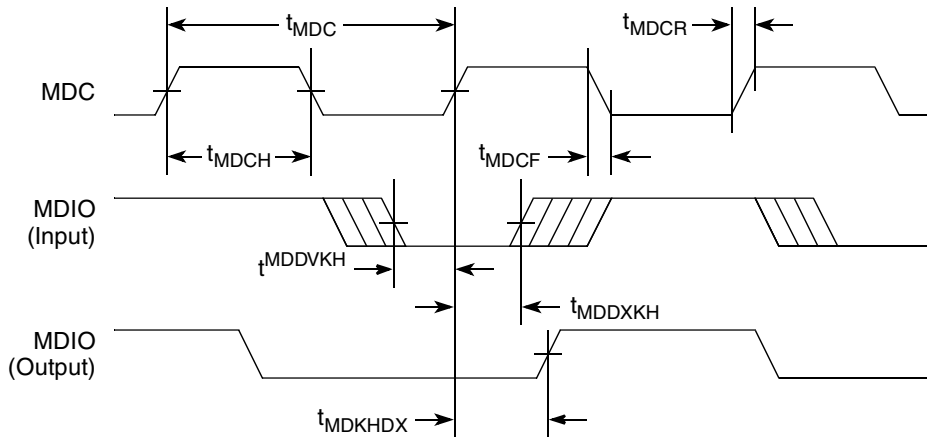 tMDC
tMDCR
MDC
tMDCH
tMDCF
MDIO
(Input)
tMDDVKH
tMDDXKH
MDIO
(Output)
tMDKHDX